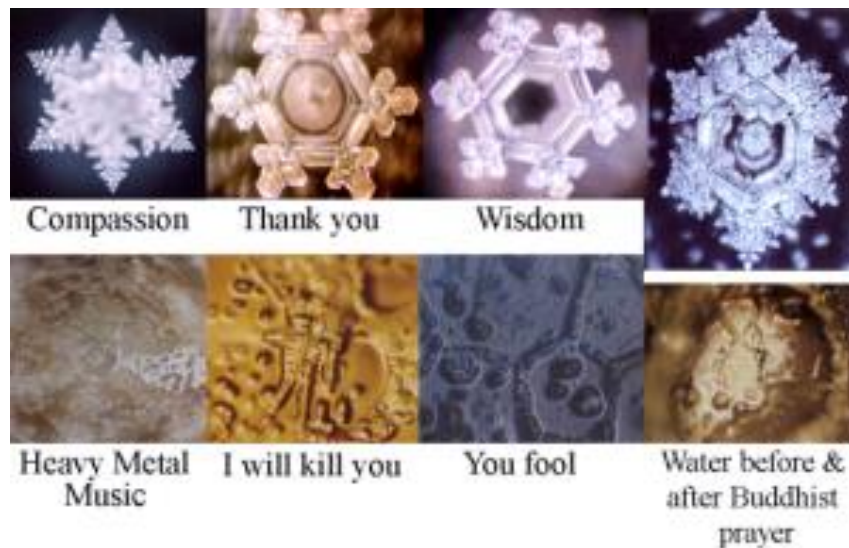 Compassion
Thank you
Wisdom
Heavy Metal
Music
I will kill you
You fool
Water before &
after Buddhist
prayer